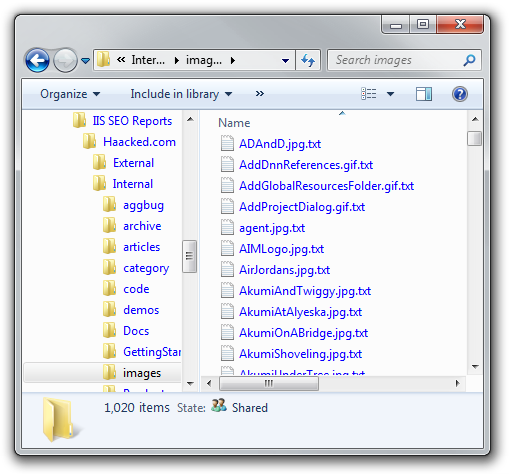 « Inter... ▸ imag... ▸
Search images
Organize Include in library »
IIS SEO Reports
Haacked.com
External
Internal
aggbug
archive
articles
category
code
demos
Docs
GettingStar
images
Name
ADAndD.jpg.txt
AddDnnReferences.gif.txt
AddGlobalResourcesFolder.gif.txt
AddProjectDialog.gif.txt
agent.jpg.txt
AIMLogo.jpg.txt
AirJordans.jpg.txt
AkumiAndTwiggy.jpg.txt
AkumiAtAlyeska.jpg.txt
AkumiOnABridge.jpg.txt
AkumiShoveling.jpg.txt
AkumiUnderTree.jpg.txt
1,020 items State: Shared